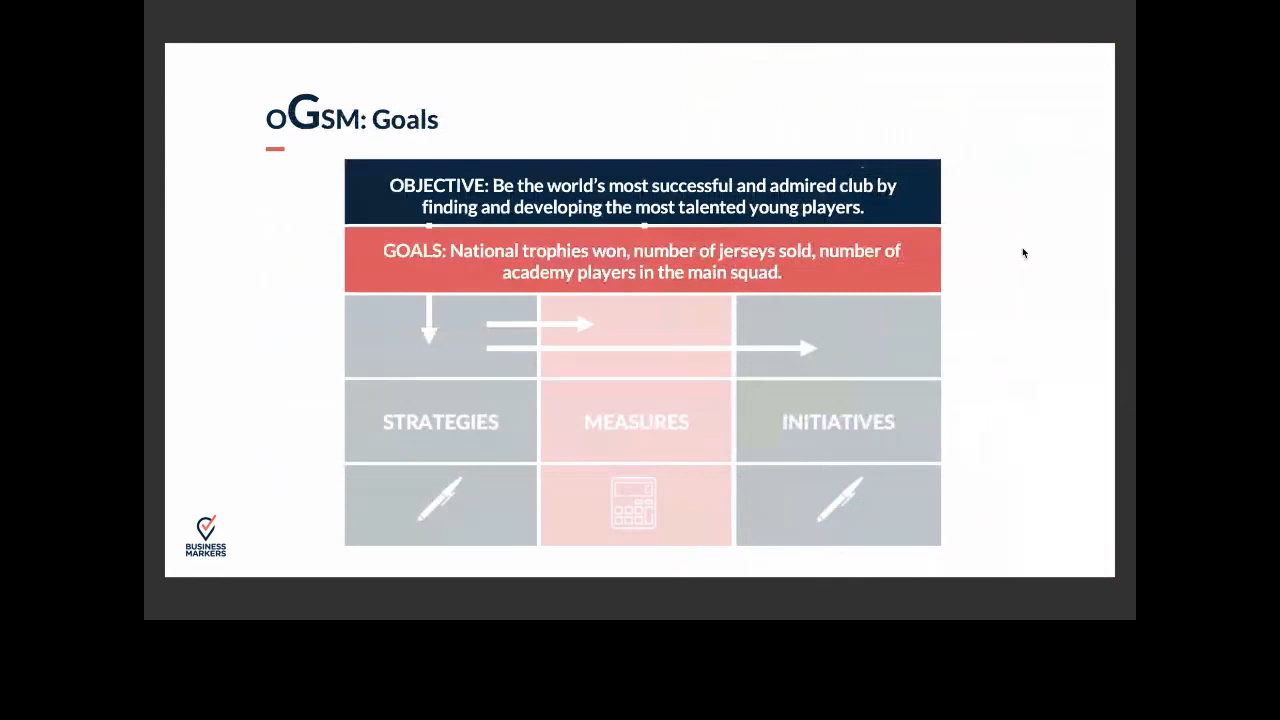 oGSM: Goals
OBJECTIVE: Be the world's most successful and admired club by
finding and developing the most talented young players.
GOALS: National trophies won, number of jerseys sold, number of
academy players in the main squad.
STRATEGIES
MEASURES
INITIATIVES
BUSINESS
MARKERS